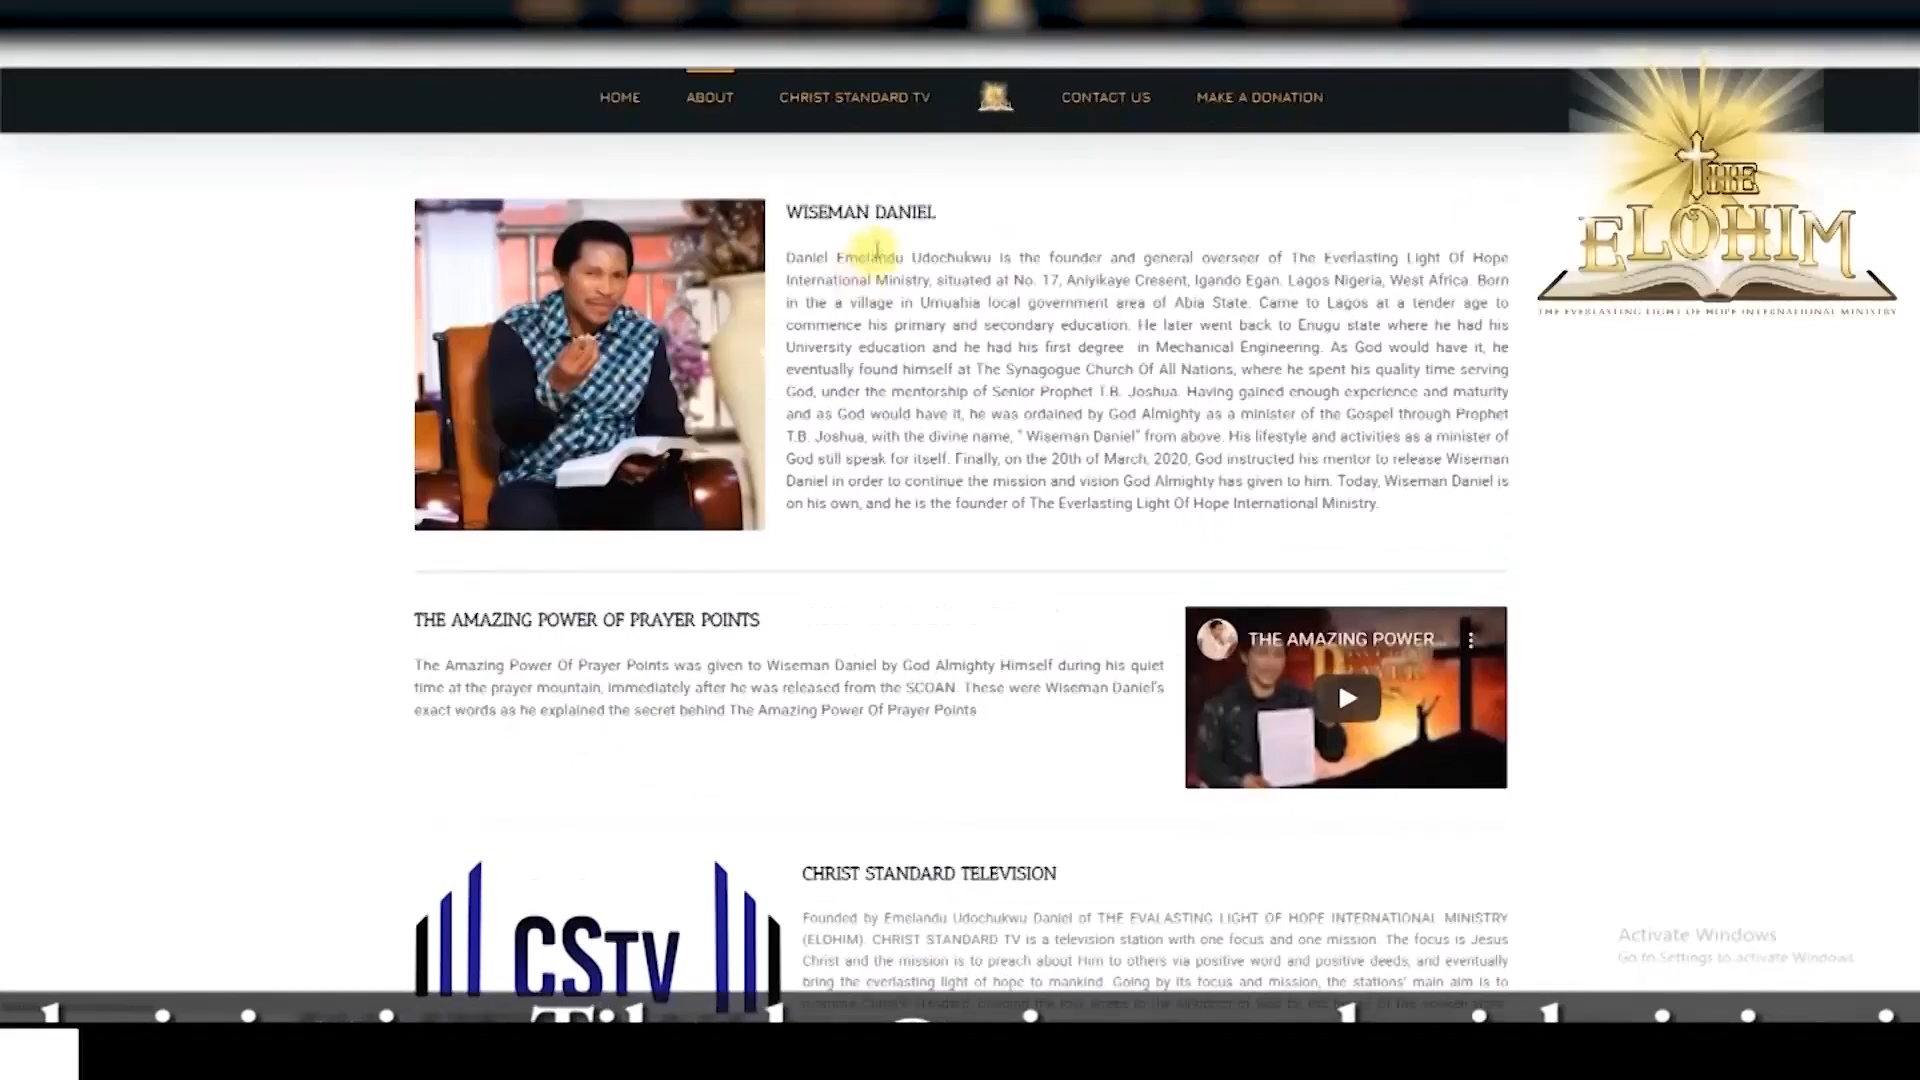 HOME ABOUT CHRIST STANDARD TV CONTACT US MAKE A DONATION
THE
ELOHIM
THE EVERLASTING LIGHT OF HOPE INTERNATIONAL MINISTRY
WISEMAN DANIEL
Daniel Emelandu Udochukwu is the founder and general overseer of The Everlasting Light Of Hope
International Ministry, situated at No. 17, Aniyikaye Cresent, Igando Egan. Lagos Nigeria, West Africa. Born
in the a village in Umuahia local government area of Abia State. Came to Lagos at a tender age to
commence his primary and secondary education. He later went back to Enugu state where he had his
University education and he had his first degree in Mechanical Engineering. As God would have it, he
eventually found himself at The Synagogue Church Of All Nations, where he spent his quality time serving
God, under the mentorship of Senior Prophet T.B. Joshua. Having gained enough experience and maturity
and as God would have it, he was ordained by God Almighty as a minister of the Gospel through Prophet
T.B. Joshua, with the divine name, " Wiseman Daniel" from above. His lifestyle and activities as a minister of
God still speak for itself. Finally, on the 20th of March, 2020, God instructed his mentor to release Wiseman
Daniel in order to continue the mission and vision God Almighty has given to him. Today, Wiseman Daniel is
on his own, and he is the founder of The Everlasting Light Of Hope International Ministry.
THE AMAZING POWER OF PRAYER POINTS
The Amazing Power Of Prayer Points was given to Wiseman Daniel by God Almighty Himself during his quiet
time at the prayer mountain, immediately after he was released from the SCOAN. These were Wiseman Daniel's
exact words as he explained the secret behind The Amazing Power Of Prayer Points
THE AMAZING POWER...
CSTV
CHRIST STANDARD TELEVISION
Founded by Emelandu Udochukwu Daniel of THE EVALASTING LIGHT OF HOPE INTERNATIONAL MINISTRY
(ELOHIM). CHRIST STANDARD TV is a television station with one focus and one mission. The focus is Jesus
Christ and the mission is to preach about Him to others via positive word and positive deeds, and eventually
bring the everlasting light of hope to mankind. Going by its focus and mission, the stations' main aim is to
Activate Windows
Go to Settings to activate Windows.